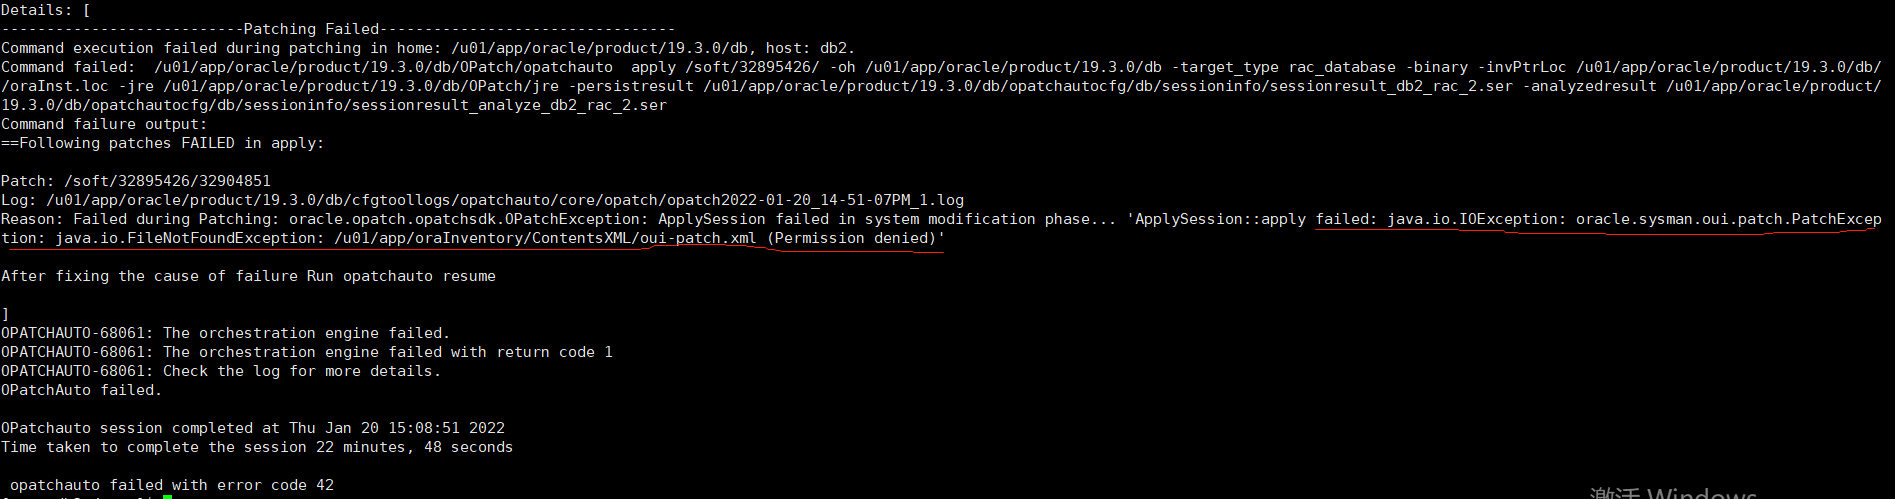 Details: [
---------------------------Patching Failed---------------------------------
Command execution failed during patching in home: /u01/app/oracle/product/19.3.0/db, host: db2.
Command failed:  /u01/app/oracle/product/19.3.0/db/OPatch/opatchauto  apply /soft/32895426/ -oh /u01/app/oracle/product/19.3.0/db -target_type rac_database -binary -invPtrLoc /u01/app/oracle/product/19.3.0/db/
/oraInst.loc -jre /u01/app/oracle/product/19.3.0/db/OPatch/jre -persistresult /u01/app/oracle/product/19.3.0/db/opatchautocfg/db/sessioninfo/sessionresult_db2_rac_2.ser -analyzedresult /u01/app/oracle/product/
19.3.0/db/opatchautocfg/db/sessioninfo/sessionresult_analyze_db2_rac_2.ser
Command failure output:
==Following patches FAILED in apply:
Patch: /soft/32895426/32904851
Log: /u01/app/oracle/product/19.3.0/db/cfgtoollogs/opatchauto/core/opatch/opatch2022-01-20_14-51-07PM_1.log
Reason: Failed during Patching: oracle.opatch.opatchsdk.OPatchException: ApplySession failed in system modification phase... 'ApplySession::apply failed: java.io.IOException: oracle.sysman.oui.patch.PatchExcep
tion: java.io.FileNotFoundException: /u01/app/oraInventory/ContentsXML/oui-patch.xml (Permission denied)'
After fixing the cause of failure Run opatchauto resume
]
OPATCHAUTO-68061: The orchestration engine failed.
OPATCHAUTO-68061: The orchestration engine failed with return code 1
OPATCHAUTO-68061: Check the log for more details.
OPatchAuto failed.
OPatchauto session completed at Thu Jan 20 15:08:51 2022
Time taken to complete the session 22 minutes, 48 seconds
 opatchauto failed with error code 42
激活 Windows